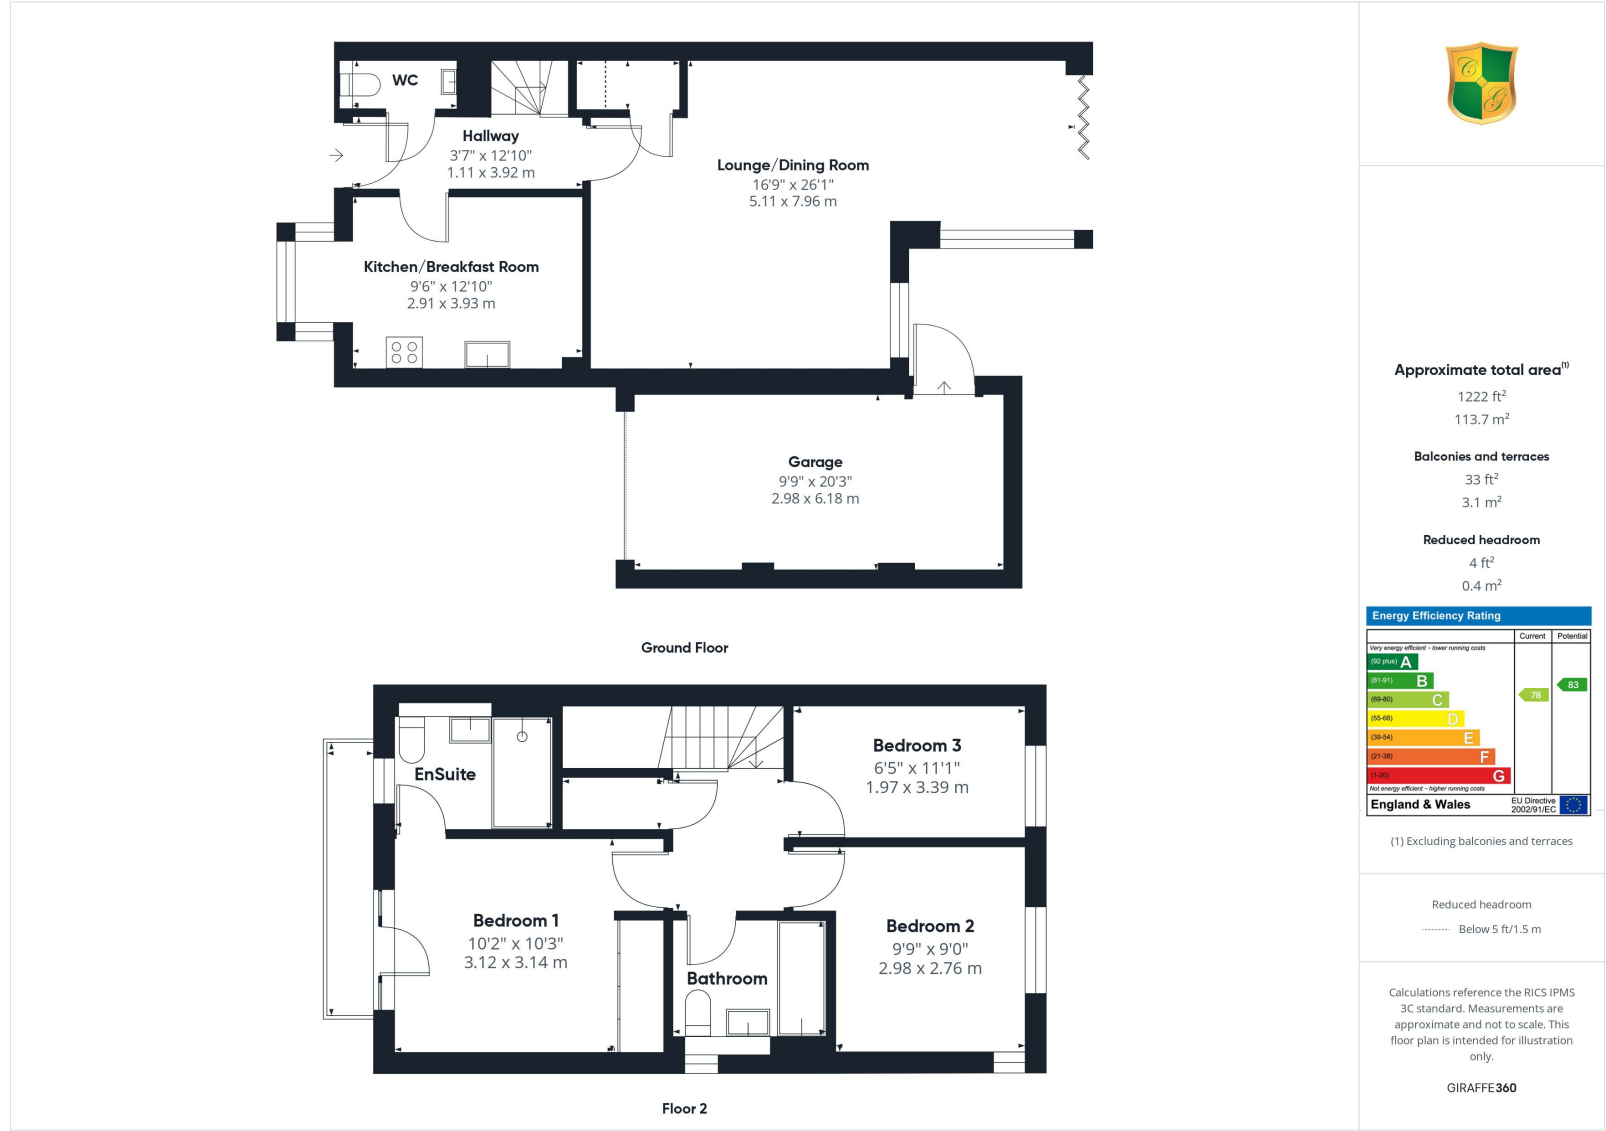 WC
Hallway
3'7" x 12'10"
1.11 x 3.92 m
Lounge/Dining Room
16'9" x 26'1"
5.11 x 7.96 m
Kitchen/Breakfast Room
9'6" x 12'10"
2.91 x 3.93 m
Garage
9'9" x 20'3"
2.98 x 6.18 m
Ground Floor
EnSuite
Bedroom 3
6'5" x 11'1"
1.97 x 3.39 m
Bedroom 1
10'2" x 10'3"
3.12 x 3.14 m
Bedroom 2
9'9" x 9'0"
2.98 x 2.76 m
Bathroom
Floor 2
C
G
Approximate total area(1)
1222 ft²
113.7 m²
Balconies and terraces
33 ft²
3.1 m²
Reduced headroom
4 ft²
0.4 m²
Energy Efficiency Rating
Current Potential
Very energy efficient - lower running costs
(92 plus) A
(81-91) B
(69-80) C
(55-68) D
(39-54) E
(21-38) F
(1-20) G
78
83
Not energy efficient - higher running costs
England & Wales
EU Directive
2002/91/EC
(1) Excluding balconies and terraces
Reduced headroom
Below 5 ft/1.5 m
Calculations reference the RICS IPMS
3C standard. Measurements are
approximate and not to scale. This
floor plan is intended for illustration
only.
GIRAFFE360